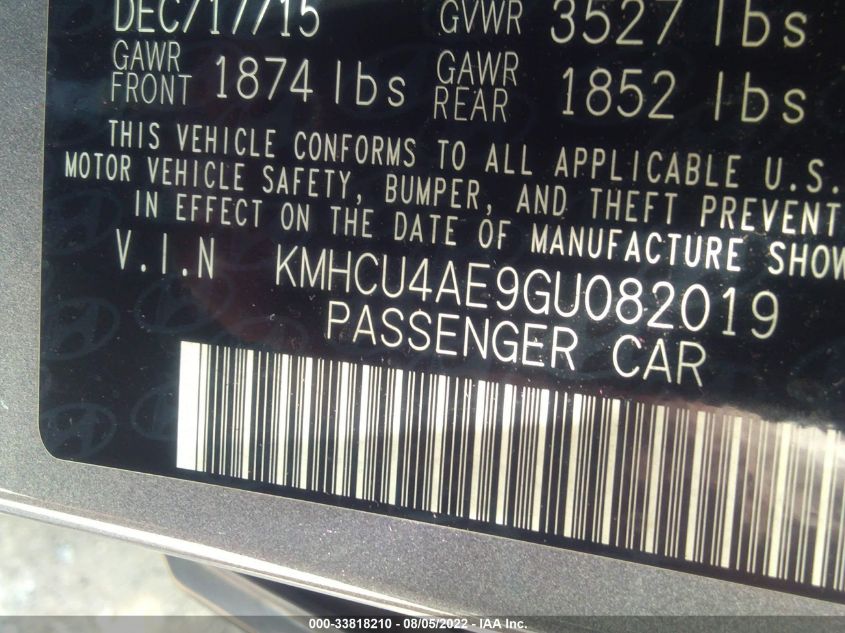 DEC/17/15 GVWR 3527 lbs
GAWR FRONT 1874 lbs GAWR REAR 1852 lbs
THIS VEHICLE CONFORMS TO ALL APPLICABLE U.S.
MOTOR VEHICLE SAFETY, BUMPER, AND THEFT PREVENT
IN EFFECT ON THE DATE OF MANUFACTURE SHOW
V.I.N KMHCU4AE9GU082019
PASSENGER CAR
000-33818210 - 08/05/2022 - © IAA Inc.